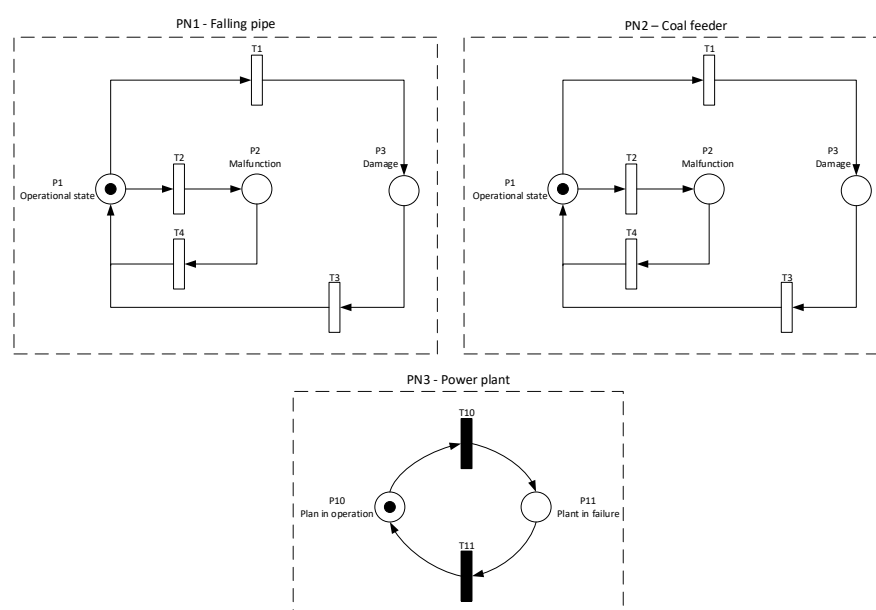 PN1 - Falling pipe
T1
T2
P2
Malfunction
P3
Damage
P1
Operational state
T4
T3
PN2 – Coal feeder
T1
T2
P2
Malfunction
P3
Damage
P1
Operational state
T4
T3
PN3 - Power plant
T10
P10
Plan in operation
P11
Plant in failure
T11